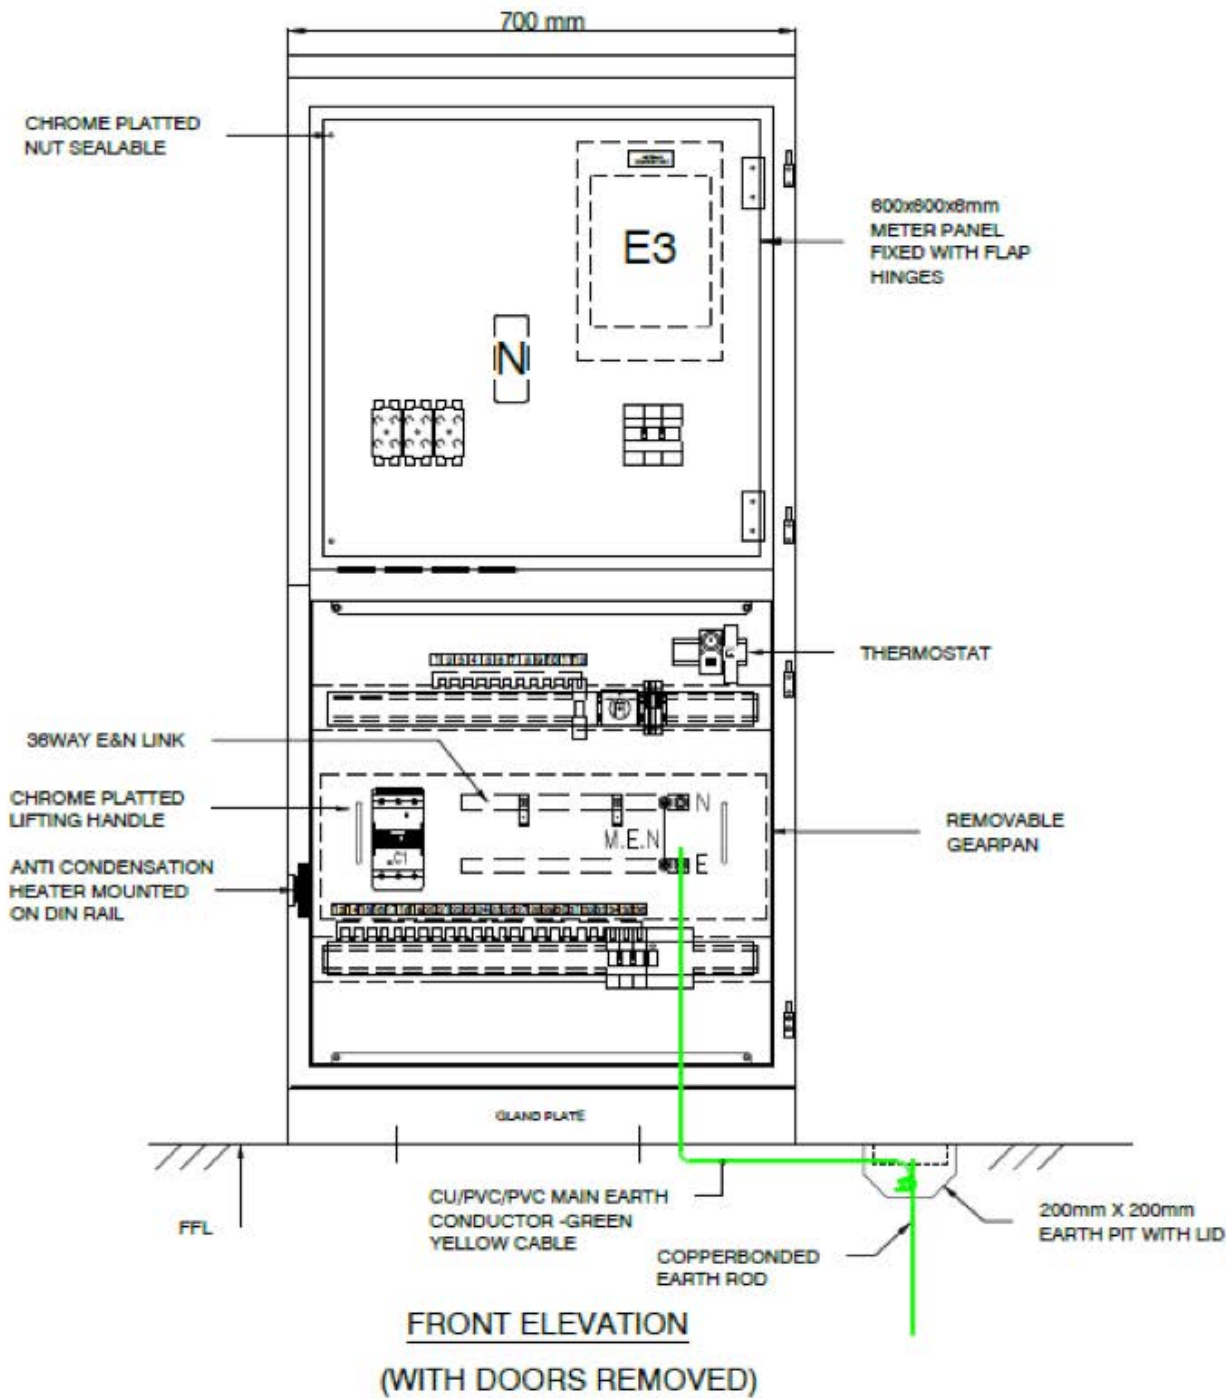 700 mm
CHROME PLATTED
NUT SEALABLE
600x600x6mm
METER PANEL
FIXED WITH FLAP
HINGES
E3
N
THERMOSTAT
36WAY E&N LINK
CHROME PLATTED
LIFTING HANDLE
N
M.E.N
REMOVABLE
GEARPAN
C1
E
ANTI CONDENSATION
HEATER MOUNTED
ON DIN RAIL
GLAND PLATE
CU/PVC/PVC MAIN EARTH
CONDUCTOR -GREEN
YELLOW CABLE
200mm X 200mm
EARTH PIT WITH LID
FFL
COPPERBONDED
EARTH ROD
FRONT ELEVATION
(WITH DOORS REMOVED)